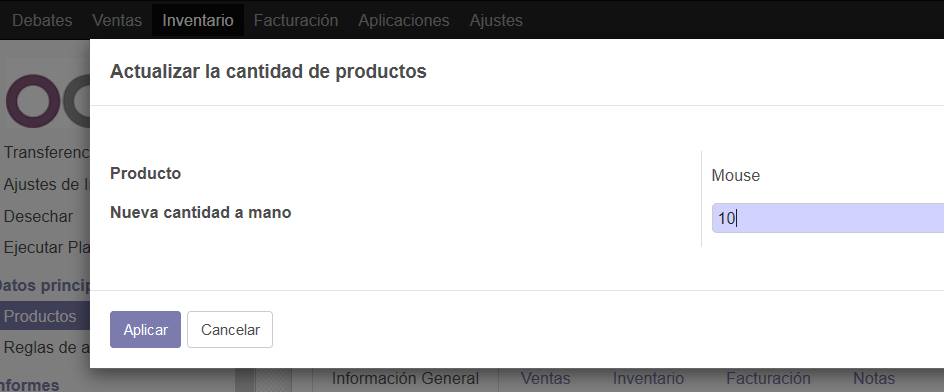 Debates Ventas Inventario Facturación Aplicaciones Ajustes
Actualizar la cantidad de productos
Transferenc
Ajustes de I
Desechar
Ejecutar Pla
Datos princip
Productos
Reglas de a
Informes
Producto
Mouse
Nueva cantidad a mano
10
Aplicar Cancelar
Información General Ventas Inventario Facturación Notas